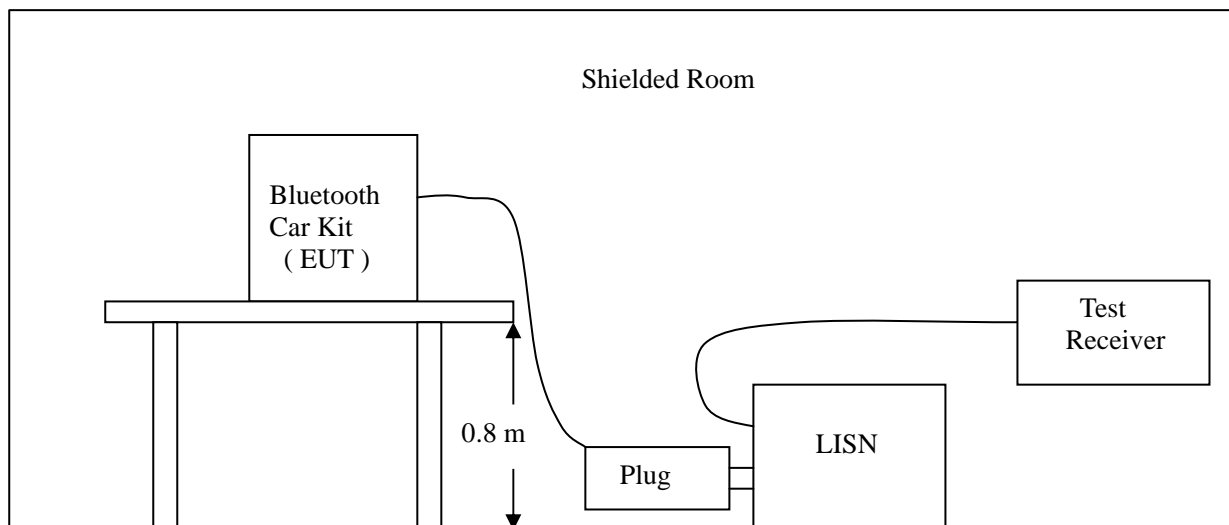 Shielded Room
Bluetooth
Car Kit
( EUT )
Test
Receiver
0.8 m
LISN
Plug